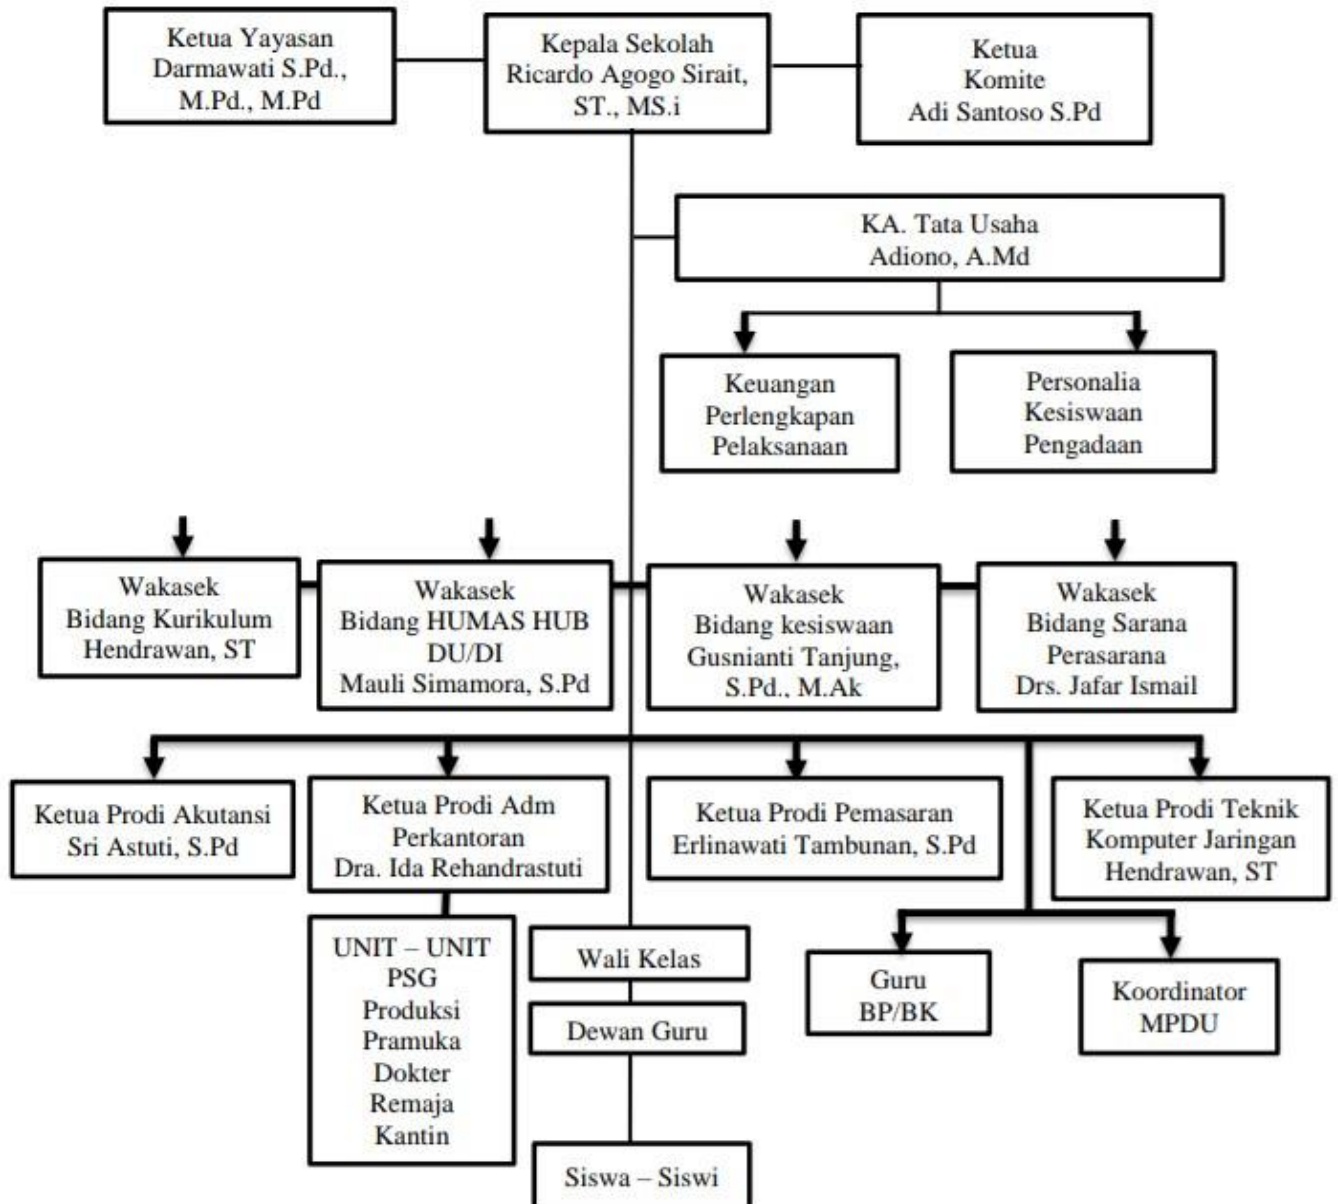 Ketua Yayasan
Darmawati S.Pd.,
M.Pd., M.Pd
Kepala Sekolah
Ricardo Agogo Sirait,
ST., MS.i
Ketua
Komite
Adi Santoso S.Pd
KA. Tata Usaha
Adiono, A.Md
Keuangan
Perlengkapan
Pelaksanaan
Personalia
Kesiswaan
Pengadaan
Wakasek
Bidang Kurikulum
Hendrawan, ST
Wakasek
Bidang HUMAS HUB
DU/DI
Mauli Simamora, S.Pd
Wakasek
Bidang kesiswaan
Gusnianti Tanjung,
S.Pd., M.Ak
Wakasek
Bidang Sarana
Perasarana
Drs. Jafar Ismail
Ketua Prodi Akutansi
Sri Astuti, S.Pd
Ketua Prodi Adm
Perkantoran
Dra. Ida Rehandrastuti
Ketua Prodi Pemasaran
Erlinawati Tambunan, S.Pd
Ketua Prodi Teknik
Komputer Jaringan
Hendrawan, ST
UNIT – UNIT
PSG
Produksi
Pramuka
Dokter
Remaja
Kantin
Wali Kelas
Dewan Guru
Siswa – Siswi
Guru
BP/BK
Koordinator
MPDU